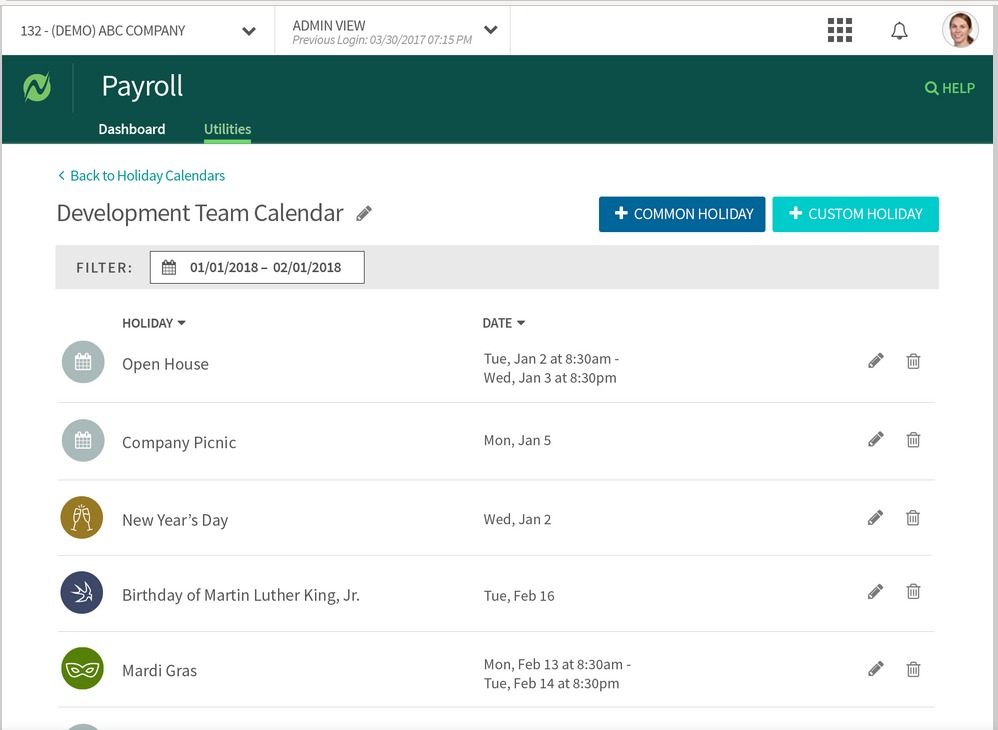 132 - (DEMO) ABC COMPANY
ADMIN VIEW
Previous Login: 03/30/2017 07:15 PM
Payroll
HELP
Dashboard
Utilities
Back to Holiday Calendars
Development Team Calendar
COMMON HOLIDAY
CUSTOM HOLIDAY
FILTER:
01/01/2018 – 02/01/2018
HOLIDAY
DATE
Open House
Tue, Jan 2 at 8:30am -
Wed, Jan 3 at 8:30pm
Company Picnic
Mon, Jan 5
New Year’s Day
Wed, Jan 2
Birthday of Martin Luther King, Jr.
Tue, Feb 16
Mardi Gras
Mon, Feb 13 at 8:30am -
Tue, Feb 14 at 8:30pm